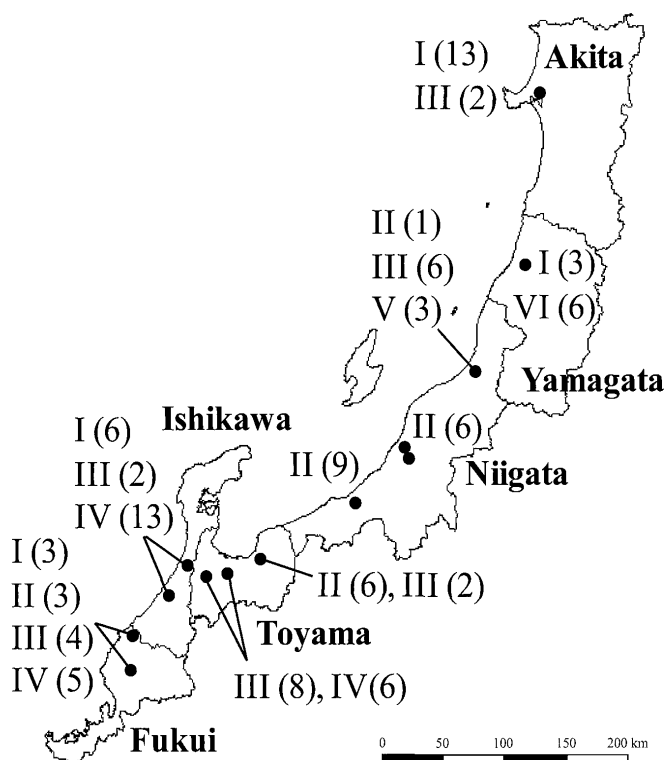 I (13)
Akita
III (2)
II (1)
III (6)
V (3)
I (3)
VI (6)
Yamagata
Ishikawa
I (6)
III (2)
IV (13)
II (6)
II (9)
Niigata
I (3)
II (3)
III (4)
IV (5)
II (6), III (2)
Toyama
III (8), IV(6)
Fukui
0 50 100 150 200 km